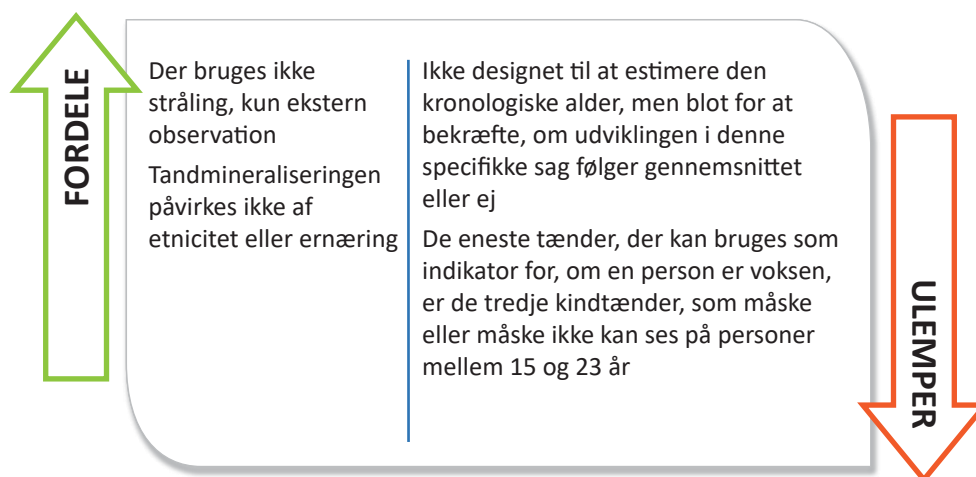 FORDELE
Der bruges ikke
stråling, kun ekstern
observation
Tandmineraliseringen
påvirkes ikke af
etnicitet eller ernæring
Ikke designet til at estimere den
kronologiske alder, men blot for at
bekræfte, om udviklingen i denne
specifikke sag følger gennemsnittet
eller ej
De eneste tænder, der kan bruges som
indikator for, om en person er voksen,
er de tredje kindtænder, som måske
eller måske ikke kan ses på personer
mellem 15 og 23 år
ULEMPER